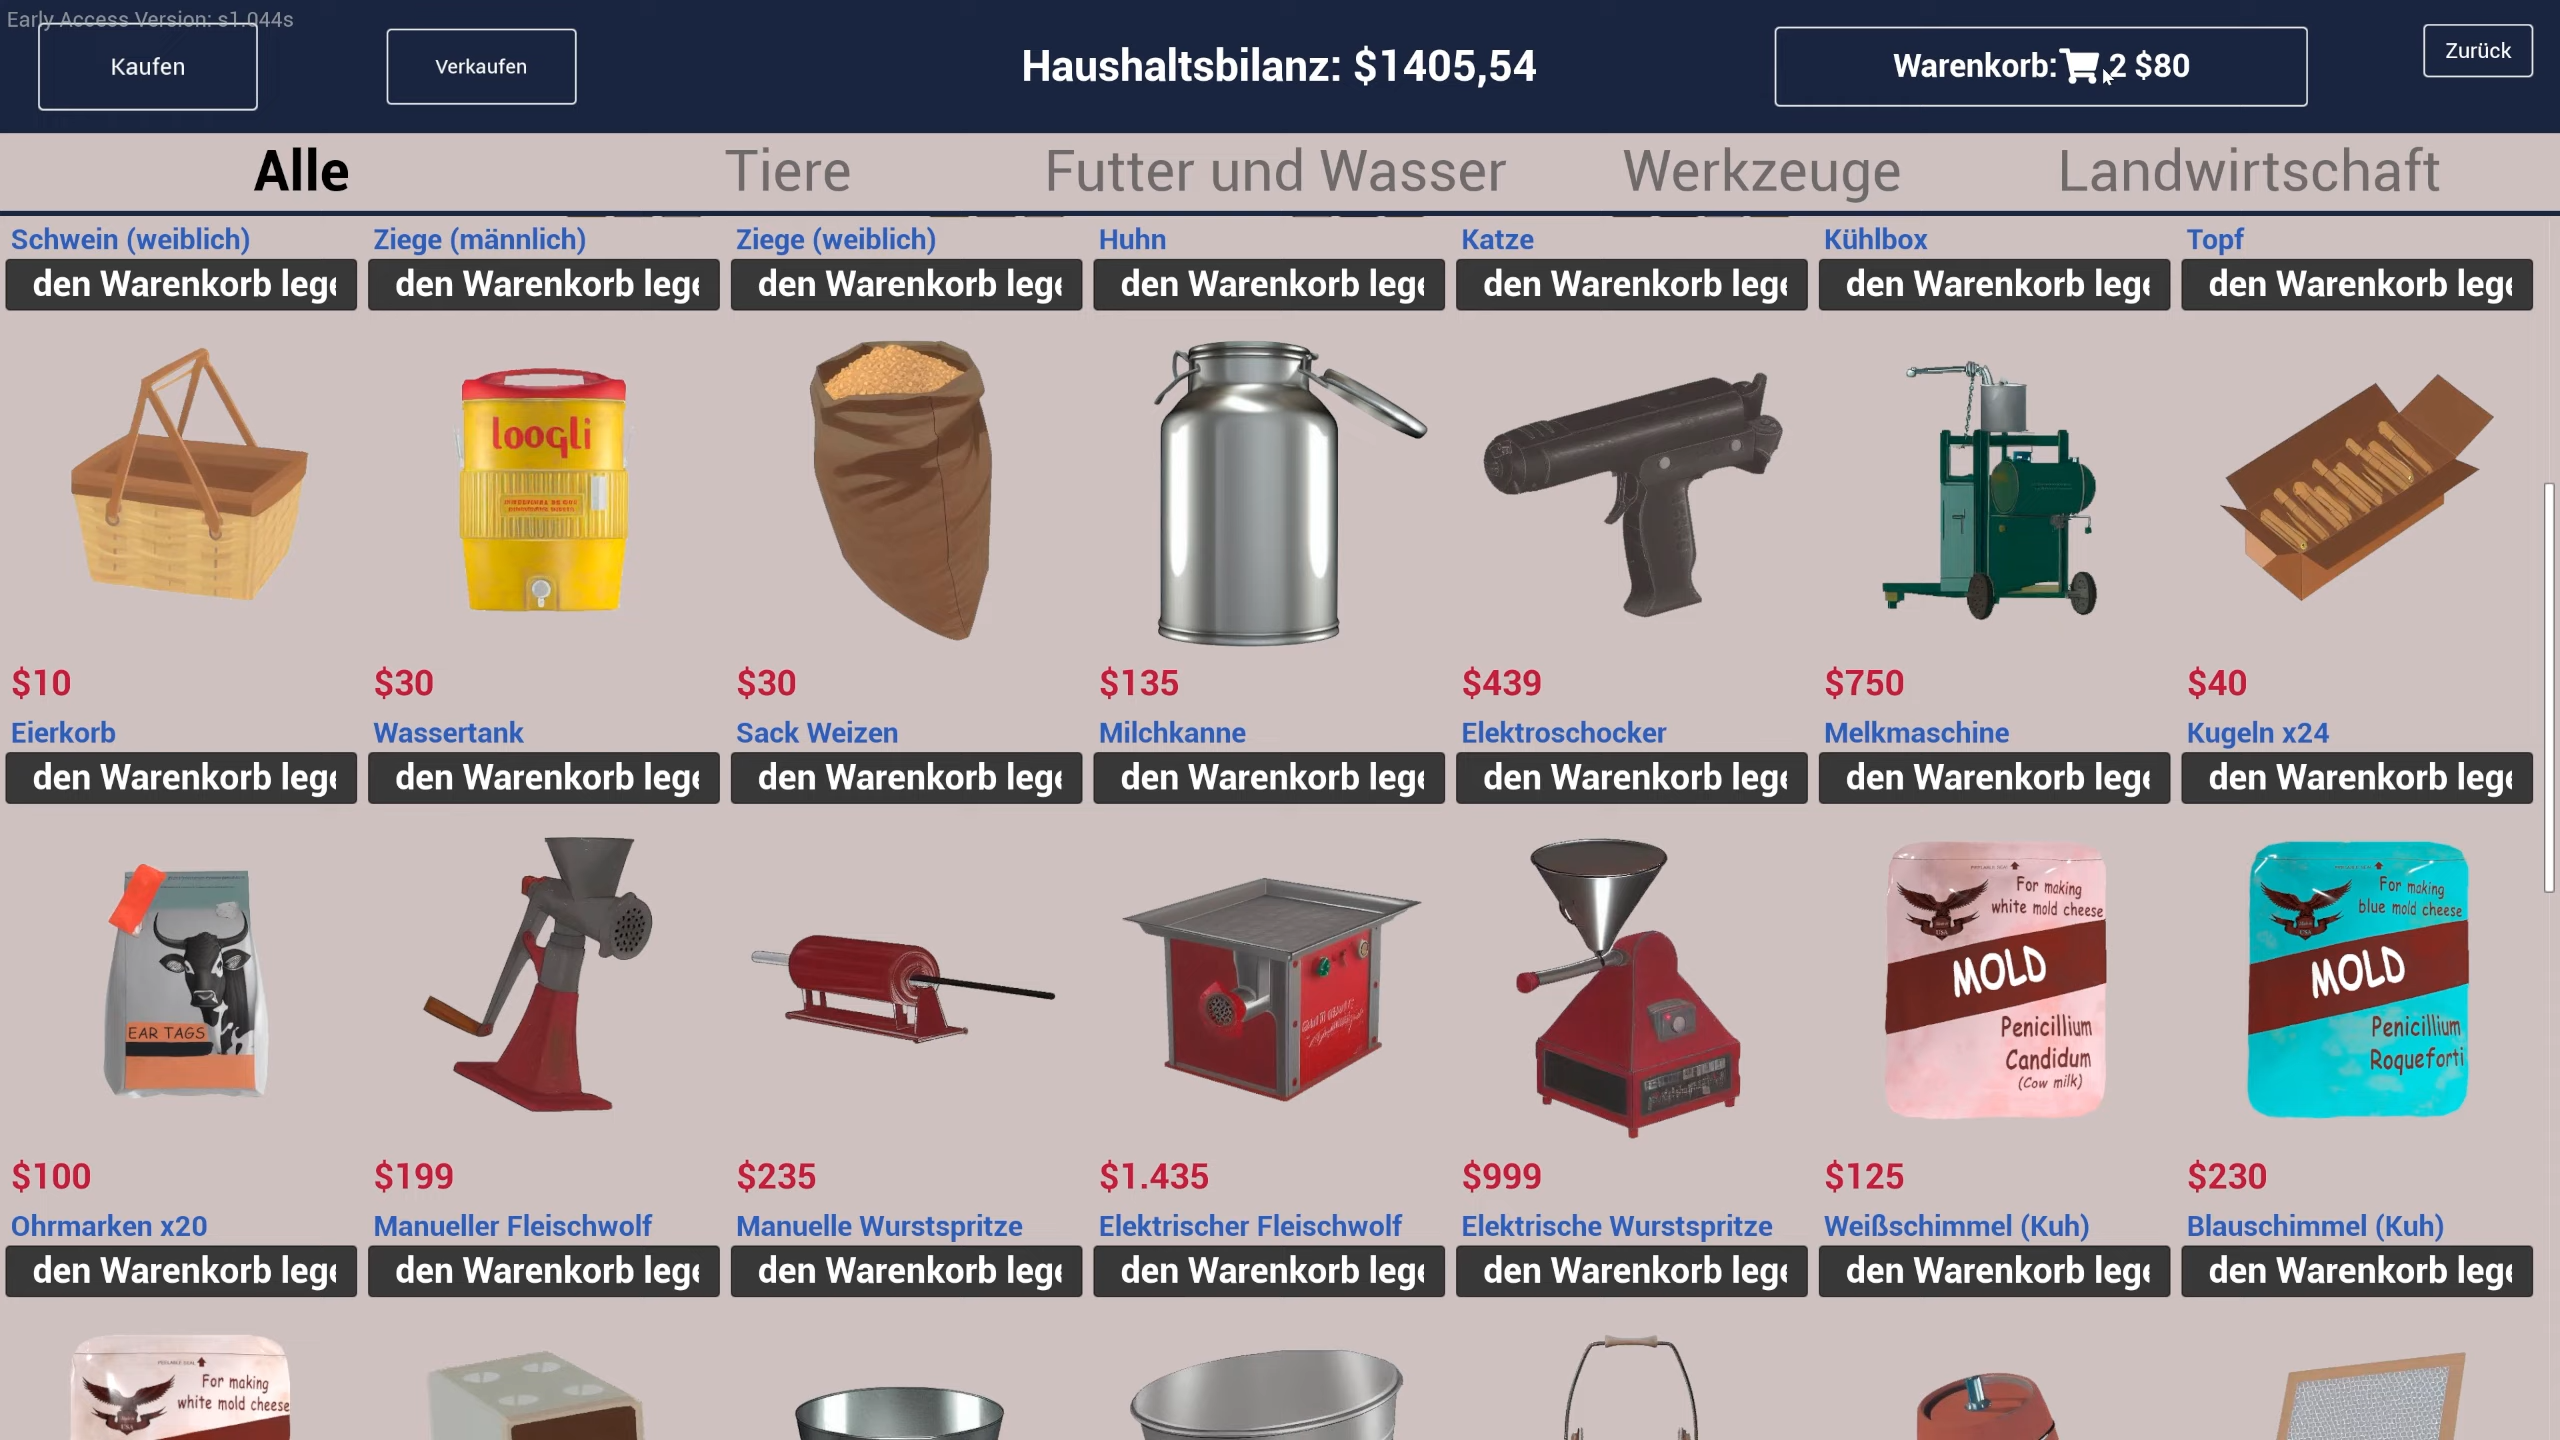 Early Access Version: s1.044s
Kaufen
Verkaufen
Haushaltsbilanz: $1405,54
Warenkorb: 2 $80
Zurück
Alle
Tiere
Futter und Wasser
Werkzeuge
Landwirtschaft
Schwein (weiblich)
Ziege (männlich)
Ziege (weiblich)
Huhn
Katze
Kühlbox
Topf
den Warenkorb lege
den Warenkorb lege
den Warenkorb lege
den Warenkorb lege
den Warenkorb lege
den Warenkorb lege
den Warenkorb lege
loogli
$10
$30
$30
$135
$439
$750
$40
Eierkorb
Wassertank
Sack Weizen
Milchkanne
Elektroschocker
Melkmaschine
Kugeln x24
den Warenkorb lege
den Warenkorb lege
den Warenkorb lege
den Warenkorb lege
den Warenkorb lege
den Warenkorb lege
den Warenkorb lege
EAR TAGS
For making
white mold cheese
USA
MOLD
Penicillium
Candidum
(Cow milk)
For making
blue mold cheese
USA
MOLD
Penicillium
Roqueforti
$100
$199
$235
$1.435
$999
$125
$230
Ohrmarken x20
Manueller Fleischwolf
Manuelle Wurstspritze
Elektrischer Fleischwolf
Elektrische Wurstspritze
Weißschimmel (Kuh)
Blauschimmel (Kuh)
den Warenkorb lege
den Warenkorb lege
den Warenkorb lege
den Warenkorb lege
den Warenkorb lege
den Warenkorb lege
den Warenkorb lege
For making
white mold cheese
USA